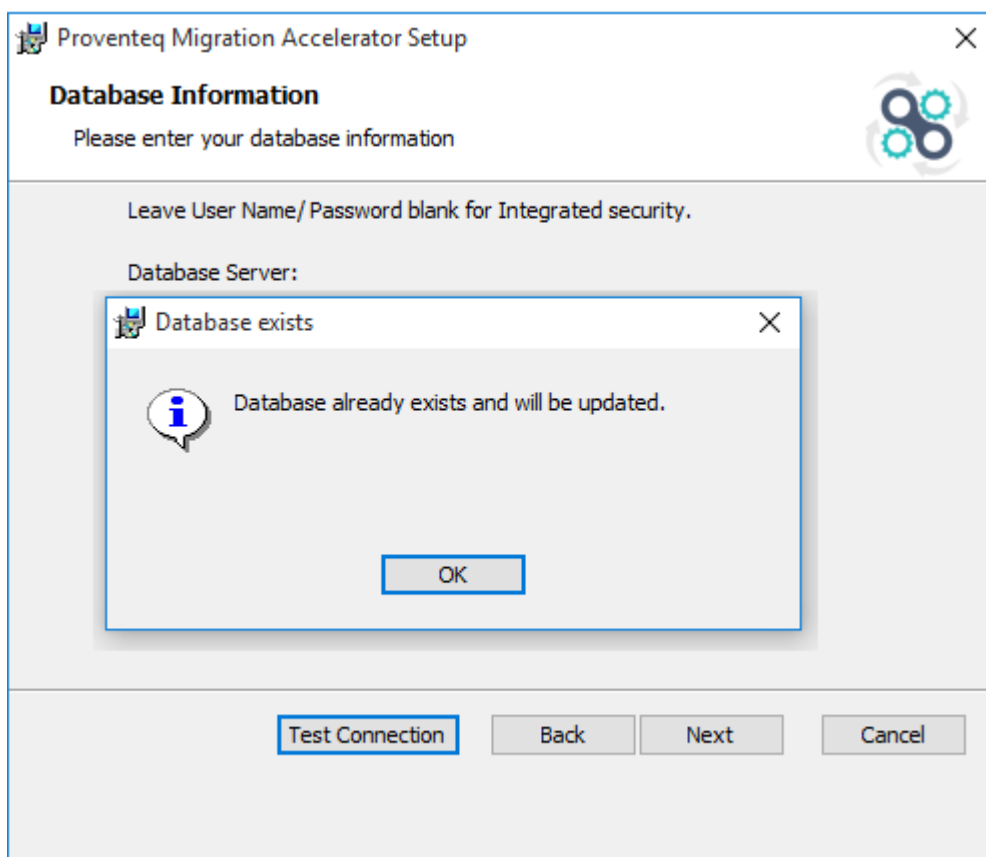 Proventeq Migration Accelerator Setup
Database Information
Please enter your database information
Leave User Name/ Password blank for Integrated security.
Database Server:
Database exists
Database already exists and will be updated.
OK
Test Connection
Back
Next
Cancel